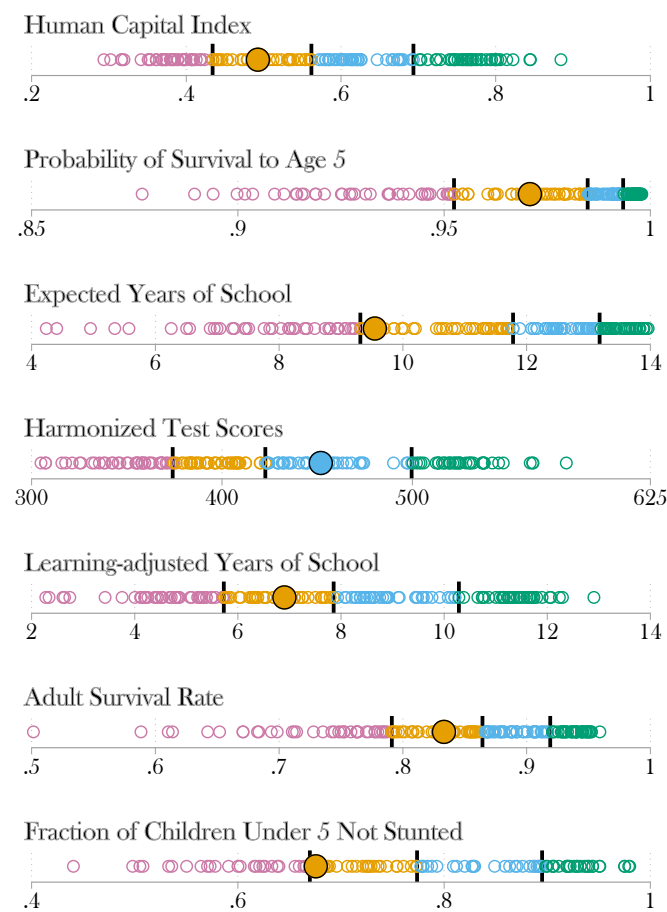 Human Capital Index
.2 .4 .6 .8 1
Probability of Survival to Age 5
.85 .9 .95 1
Expected Years of School
4 6 8 10 12 14
Harmonized Test Scores
300 400 500 625
Learning-adjusted Years of School
2 4 6 8 10 12 14
Adult Survival Rate
.5 .6 .7 .8 .9 1
Fraction of Children Under 5 Not Stunted
.4 .6 .8 1